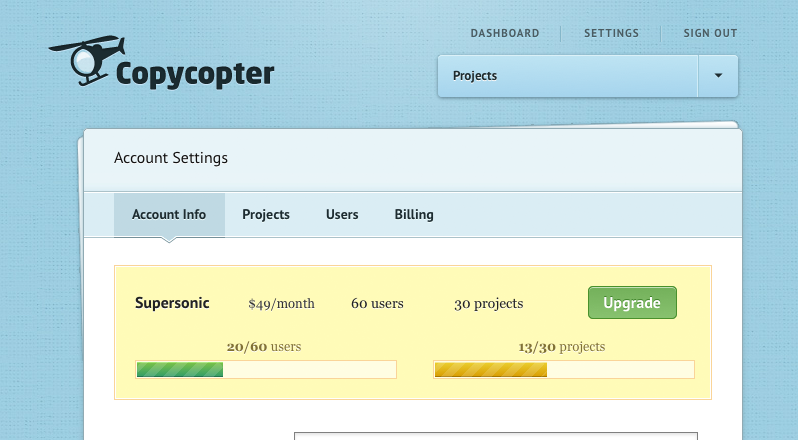 DASHBOARD SETTINGS SIGN OUT
Copycopter
Projects
Account Settings
Account Info Projects Users Billing
Supersonic $49/month 60 users 30 projects Upgrade
20/60 users 13/30 projects